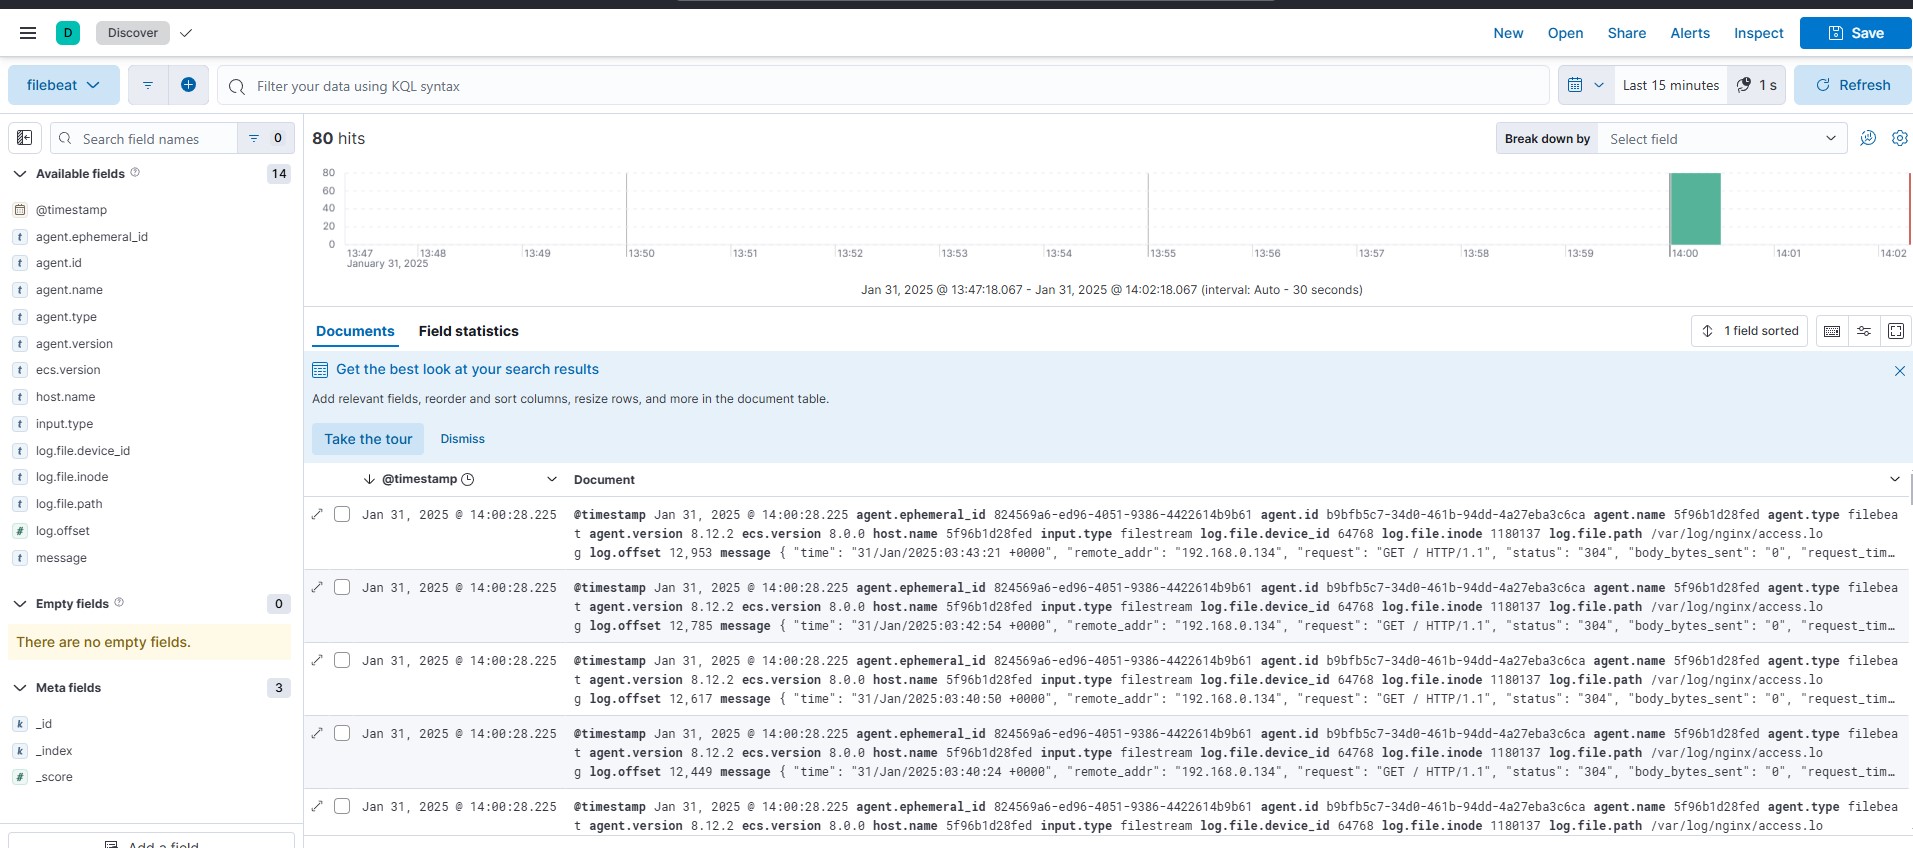 D Discover New Open Share Alerts Inspect Save
filebeat Filter your data using KQL syntax Last 15 minutes 1 s Refresh
Search field names 0
Available fields 14
@timestamp
agent.ephemeral_id
agent.id
agent.name
agent.type
agent.version
ecs.version
host.name
input.type
log.file.device_id
log.file.inode
log.file.path
log.offset
message
Empty fields 0
There are no empty fields.
Meta fields 3
_id
_index
_score
Add a field
80 hits
Break down by Select field
80
60
40
20
0
13:47 13:48 13:49 13:50 13:51 13:52 13:53 13:54 13:55 13:56 13:57 13:58 13:59 14:00 14:01 14:02
January 31, 2025
Jan 31, 2025 @ 13:47:18.067 - Jan 31, 2025 @ 14:02:18.067 (interval: Auto - 30 seconds)
Documents Field statistics 1 field sorted
Get the best look at your search results
Add relevant fields, reorder and sort columns, resize rows, and more in the document table.
Take the tour Dismiss
@timestamp Document
Jan 31, 2025 @ 14:00:28.225 @timestamp Jan 31, 2025 @ 14:00:28.225 agent.ephemeral_id 824569a6-ed96-4051-9386-4422614b9b61 agent.id b9bfb5c7-34d0-461b-94dd-4a27eba3c6ca agent.name 5f96b1d28fed agent.type filebea
t agent.version 8.12.2 ecs.version 8.0.0 host.name 5f96b1d28fed input.type filestream log.file.device_id 64768 log.file.inode 1180137 log.file.path /var/log/nginx/access.lo
g log.offset 12,953 message { "time": "31/Jan/2025:03:43:21 +0000", "remote_addr": "192.168.0.134", "request": "GET / HTTP/1.1", "status": "304", "body_bytes_sent": "0", "request_tim…
Jan 31, 2025 @ 14:00:28.225 @timestamp Jan 31, 2025 @ 14:00:28.225 agent.ephemeral_id 824569a6-ed96-4051-9386-4422614b9b61 agent.id b9bfb5c7-34d0-461b-94dd-4a27eba3c6ca agent.name 5f96b1d28fed agent.type filebea
t agent.version 8.12.2 ecs.version 8.0.0 host.name 5f96b1d28fed input.type filestream log.file.device_id 64768 log.file.inode 1180137 log.file.path /var/log/nginx/access.lo
g log.offset 12,785 message { "time": "31/Jan/2025:03:42:54 +0000", "remote_addr": "192.168.0.134", "request": "GET / HTTP/1.1", "status": "304", "body_bytes_sent": "0", "request_tim…
Jan 31, 2025 @ 14:00:28.225 @timestamp Jan 31, 2025 @ 14:00:28.225 agent.ephemeral_id 824569a6-ed96-4051-9386-4422614b9b61 agent.id b9bfb5c7-34d0-461b-94dd-4a27eba3c6ca agent.name 5f96b1d28fed agent.type filebea
t agent.version 8.12.2 ecs.version 8.0.0 host.name 5f96b1d28fed input.type filestream log.file.device_id 64768 log.file.inode 1180137 log.file.path /var/log/nginx/access.lo
g log.offset 12,617 message { "time": "31/Jan/2025:03:40:50 +0000", "remote_addr": "192.168.0.134", "request": "GET / HTTP/1.1", "status": "304", "body_bytes_sent": "0", "request_tim…
Jan 31, 2025 @ 14:00:28.225 @timestamp Jan 31, 2025 @ 14:00:28.225 agent.ephemeral_id 824569a6-ed96-4051-9386-4422614b9b61 agent.id b9bfb5c7-34d0-461b-94dd-4a27eba3c6ca agent.name 5f96b1d28fed agent.type filebea
t agent.version 8.12.2 ecs.version 8.0.0 host.name 5f96b1d28fed input.type filestream log.file.device_id 64768 log.file.inode 1180137 log.file.path /var/log/nginx/access.lo
g log.offset 12,449 message { "time": "31/Jan/2025:03:40:24 +0000", "remote_addr": "192.168.0.134", "request": "GET / HTTP/1.1", "status": "304", "body_bytes_sent": "0", "request_tim…
Jan 31, 2025 @ 14:00:28.225 @timestamp Jan 31, 2025 @ 14:00:28.225 agent.ephemeral_id 824569a6-ed96-4051-9386-4422614b9b61 agent.id b9bfb5c7-34d0-461b-94dd-4a27eba3c6ca agent.name 5f96b1d28fed agent.type filebea
t agent.version 8.12.2 ecs.version 8.0.0 host.name 5f96b1d28fed input.type filestream log.file.device_id 64768 log.file.inode 1180137 log.file.path /var/log/nginx/access.lo